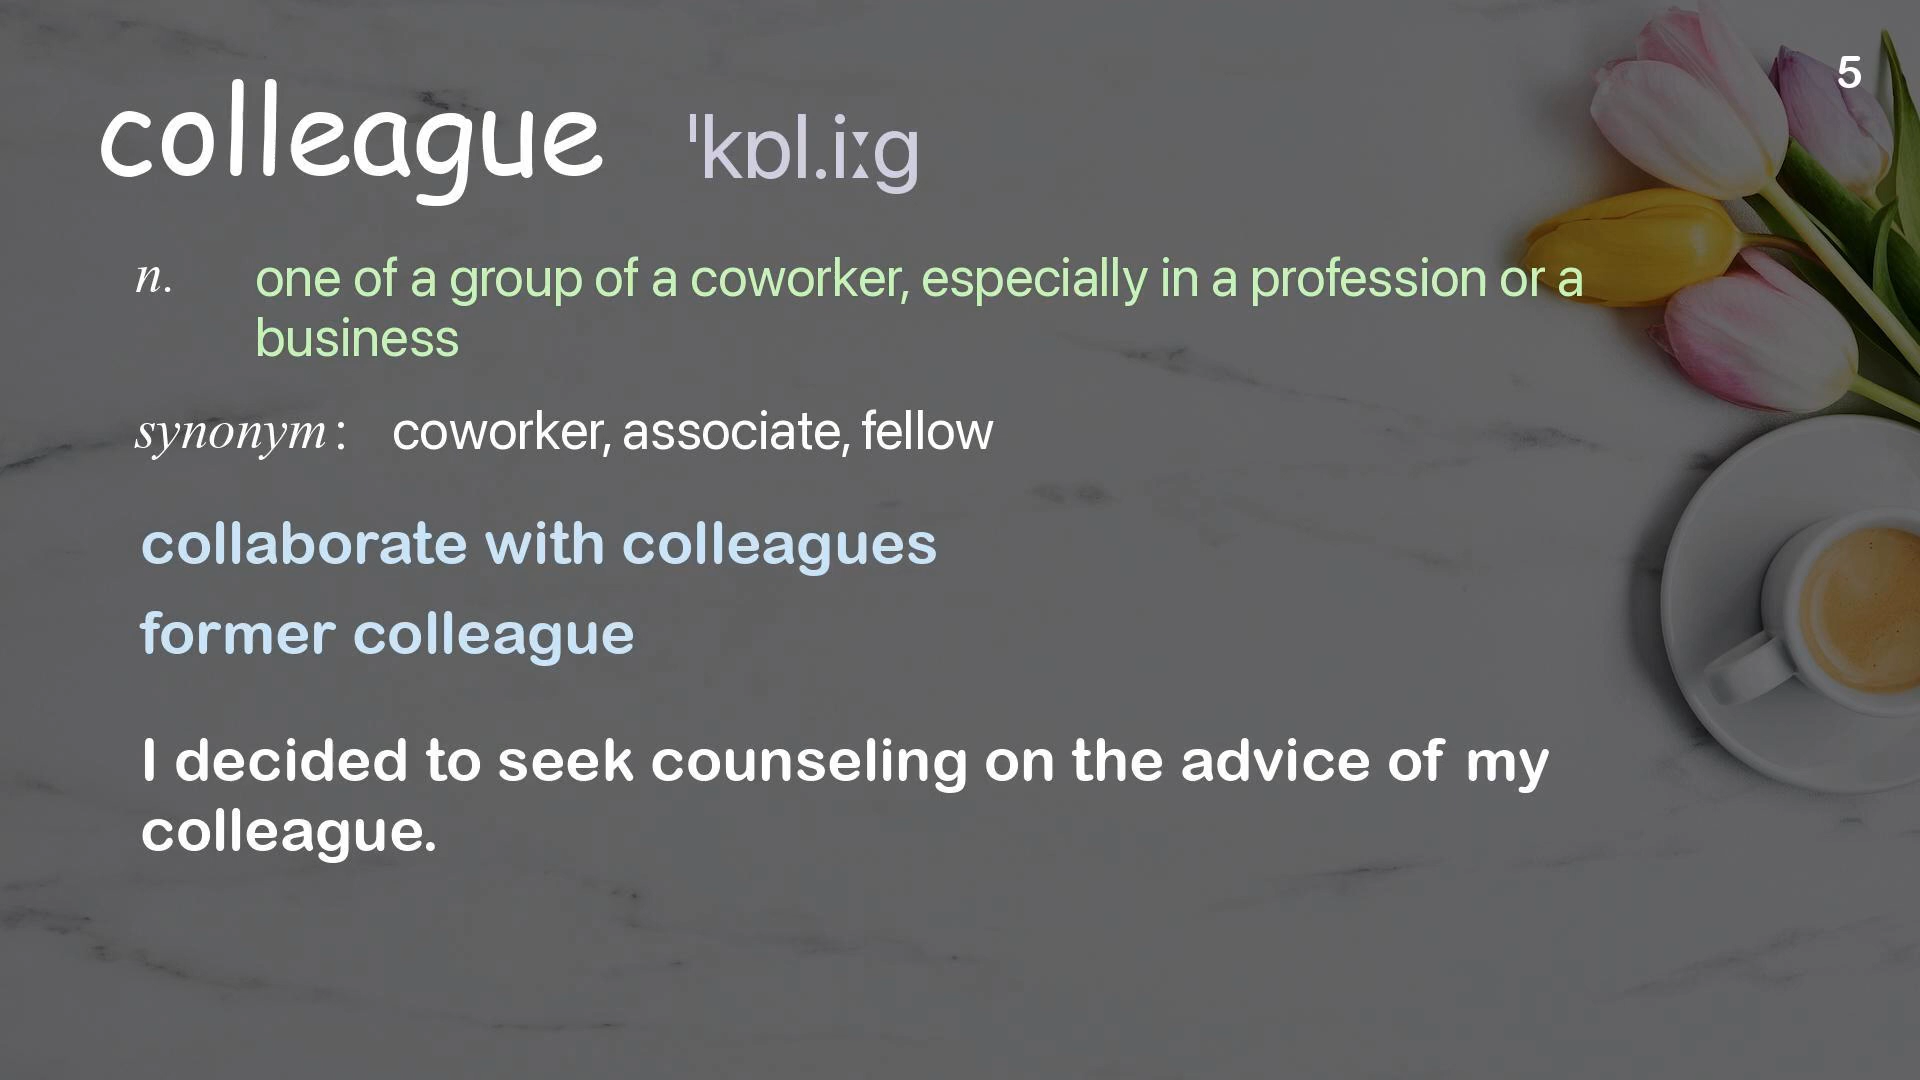 5
colleague ˈkɒl.iːg
n. one of a group of a coworker, especially in a profession or a
business
synonym: coworker, associate, fellow
collaborate with colleagues
former colleague
I decided to seek counseling on the advice of my
colleague.